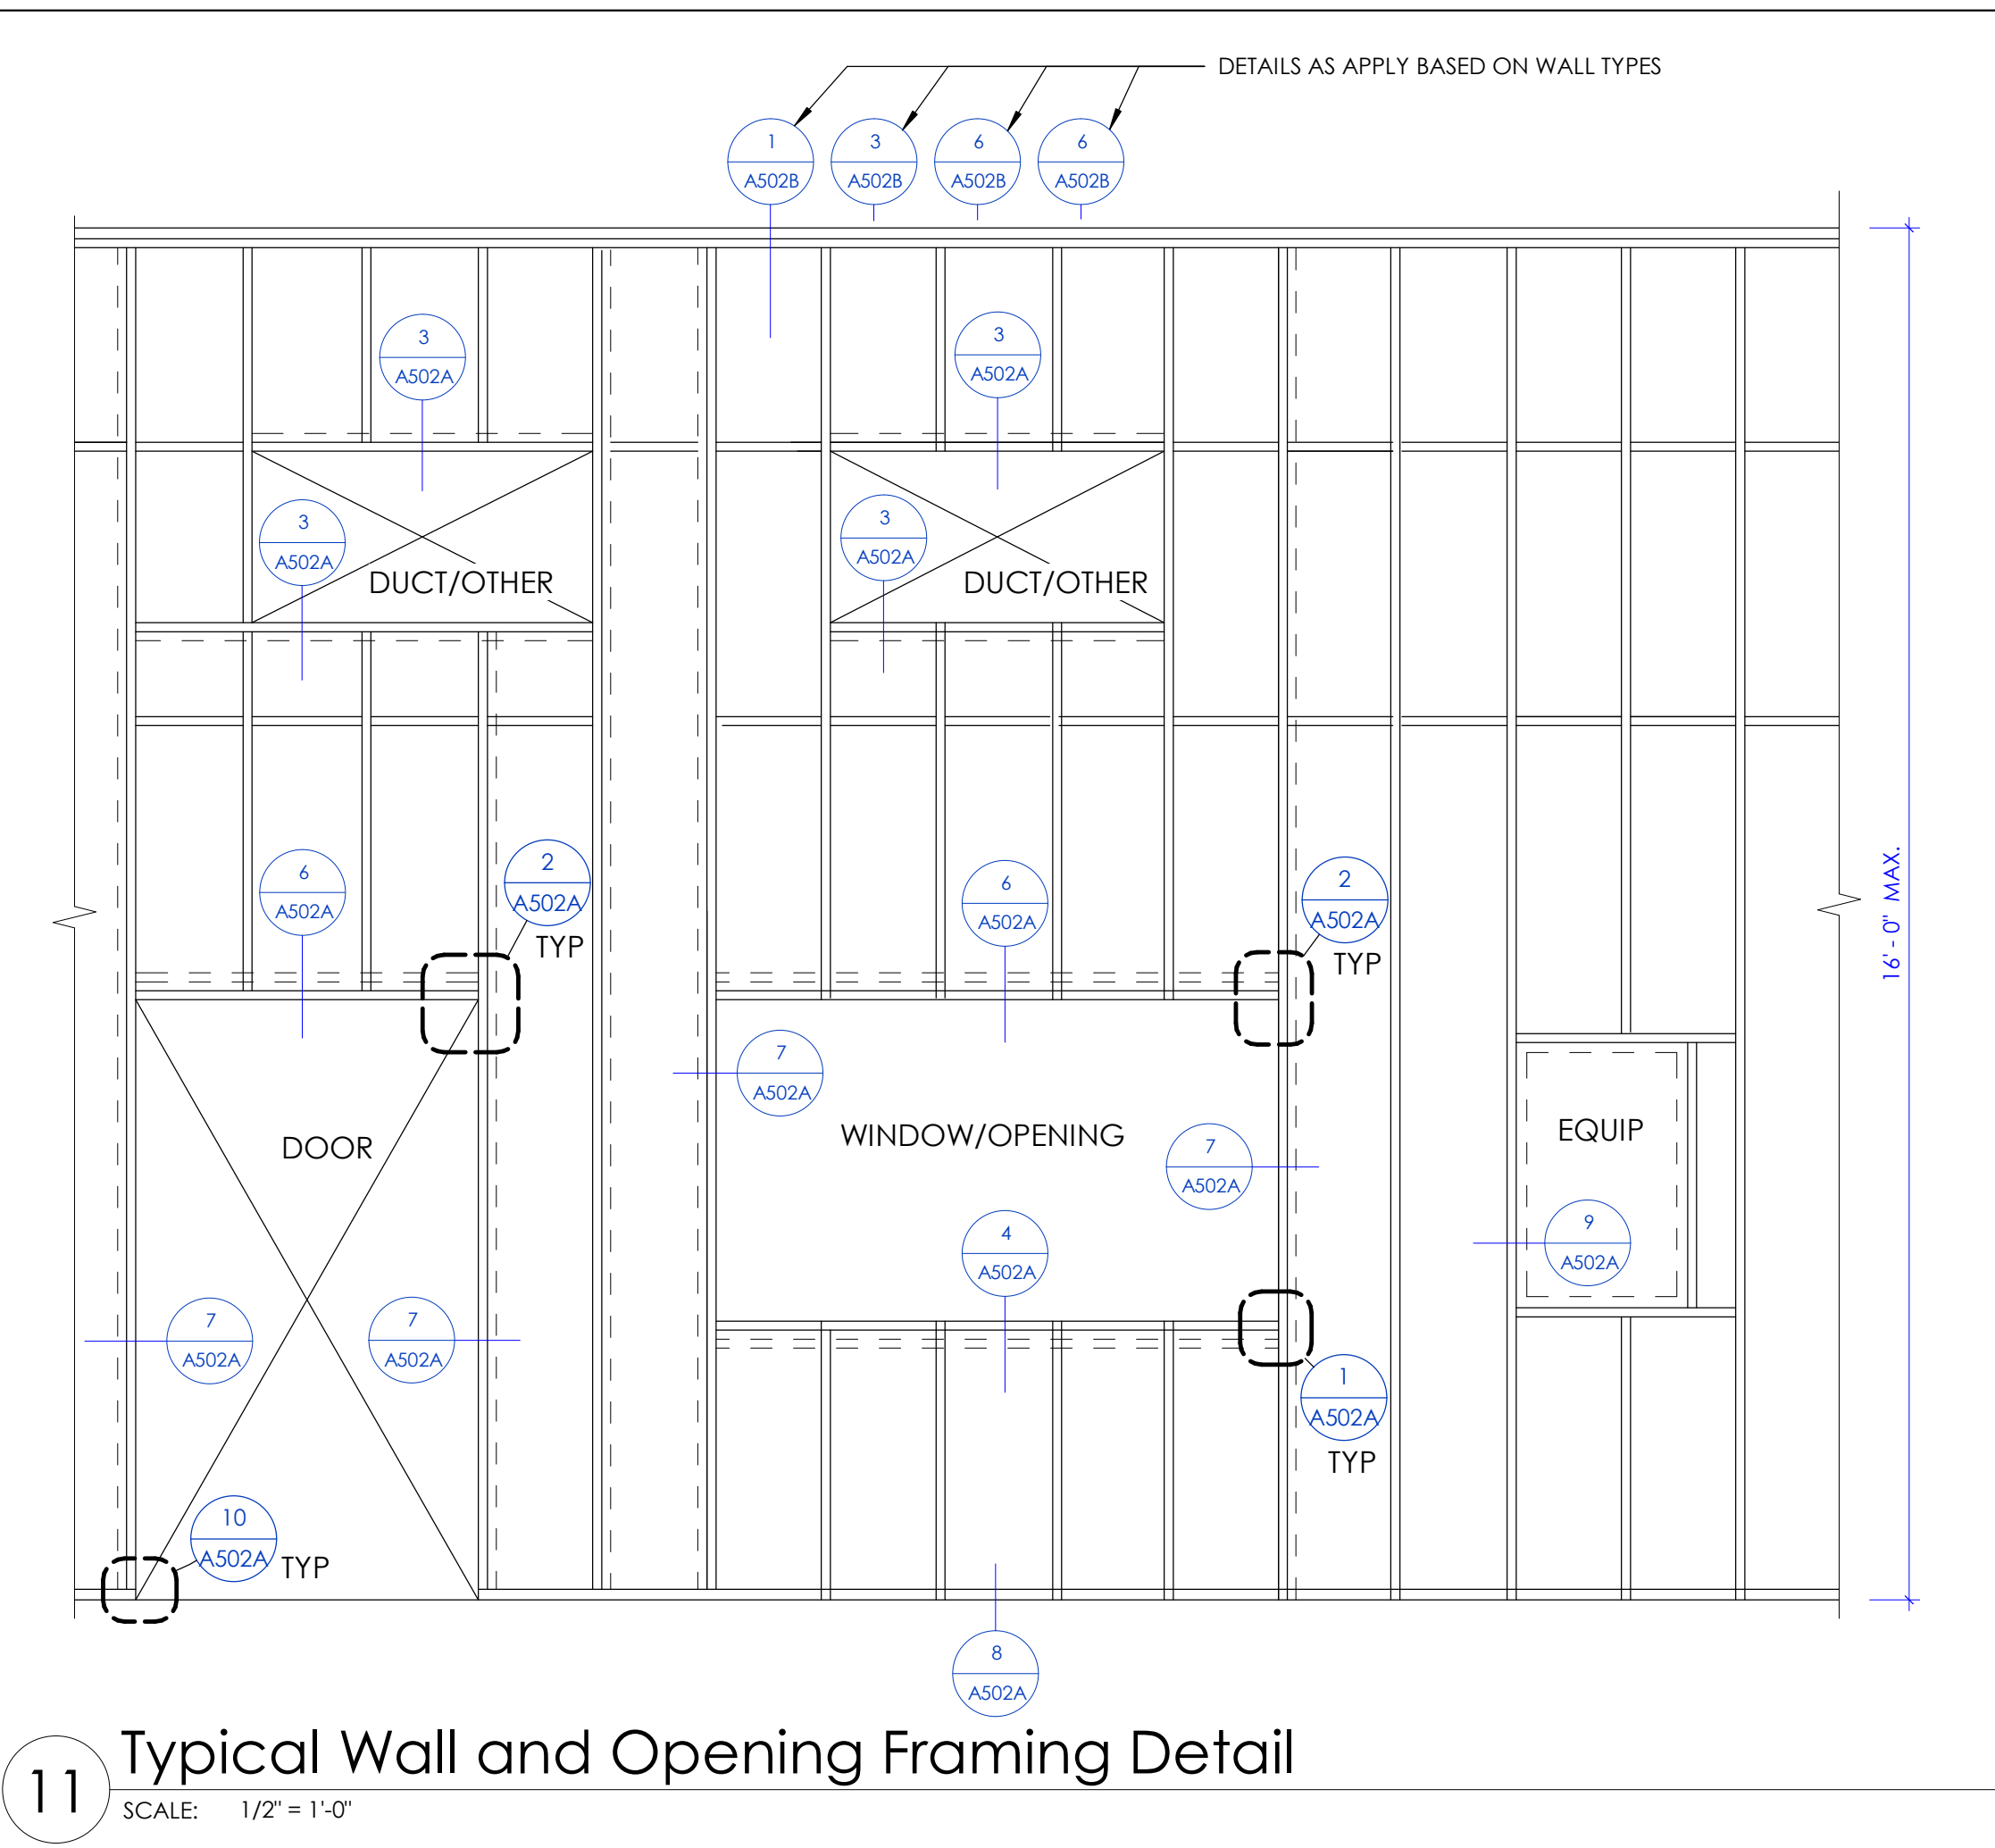 DETAILS AS APPLY BASED ON WALL TYPES
1
A502B
3
A502B
6
A502B
6
A502B
3
A502A
3
A502A
3
A502A
DUCT/OTHER
3
A502A
DUCT/OTHER
6
A502A
2
A502A
TYP
6
A502A
2
A502A
TYP
16' - 0" MAX.
7
A502A
DOOR
WINDOW/OPENING
7
A502A
EQUIP
4
A502A
9
A502A
7
A502A
7
A502A
1
A502A
TYP
10
A502A
TYP
8
A502A
11
Typical Wall and Opening Framing Detail
SCALE: 1/2" = 1'-0"